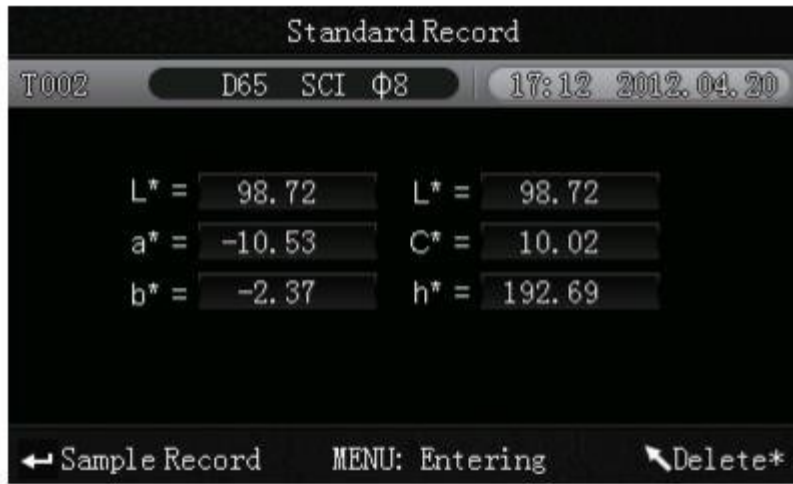 Standard Record
T002 D65 SCI Φ8 17:12 2012.04.20
L* = 98.72 L* = 98.72
a* = -10.53 C* = 10.02
b* = -2.37 h* = 192.69
Sample Record MENU: Entering Delete*